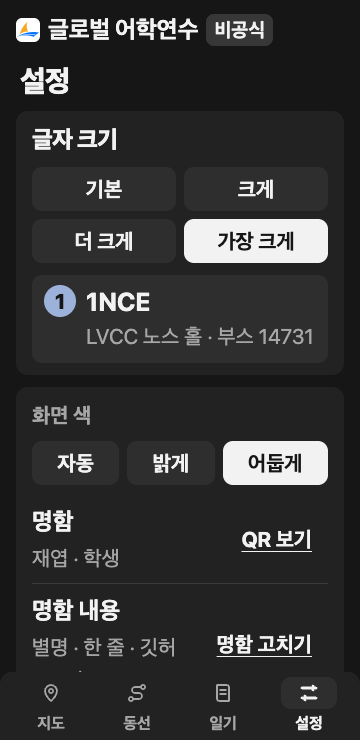 글로벌 어학연수 비공식
설정
글자 크기
기본 크게
더 크게 가장 크게
1 1NCE
LVCC 노스 홀 · 부스 14731
화면 색
자동 밝게 어둡게
명함
재엽 · 학생
QR 보기
명함 내용
별명 · 한 줄 · 깃허
명함 고치기
지도 동선 일기 설정